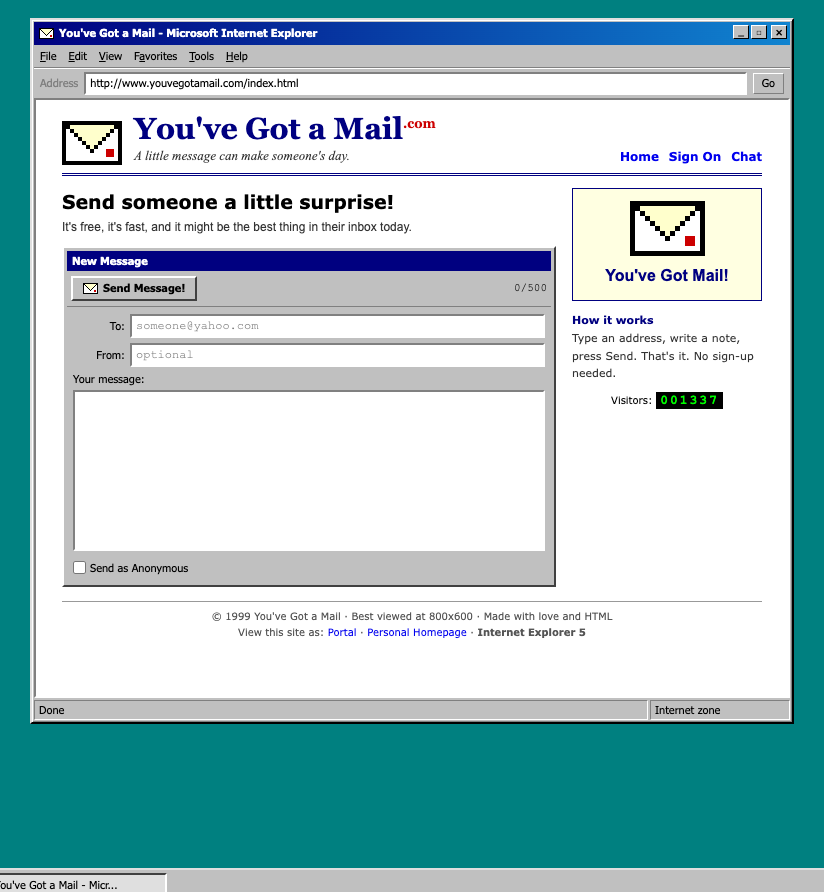 You've Got a Mail - Microsoft Internet Explorer
File Edit View Favorites Tools Help
Address http://www.youvegotamail.com/index.html Go
You've Got a Mail.com
A little message can make someone's day.
Home Sign On Chat
Send someone a little surprise!
It's free, it's fast, and it might be the best thing in their inbox today.
New Message
Send Message! 0/500
To: someone@yahoo.com
From: optional
Your message:
Send as Anonymous
You've Got Mail!
How it works
Type an address, write a note,
press Send. That's it. No sign-up
needed.
Visitors: 001337
© 1999 You've Got a Mail · Best viewed at 800x600 · Made with love and HTML
View this site as: Portal · Personal Homepage · Internet Explorer 5
Done Internet zone
You've Got a Mail - Micr...